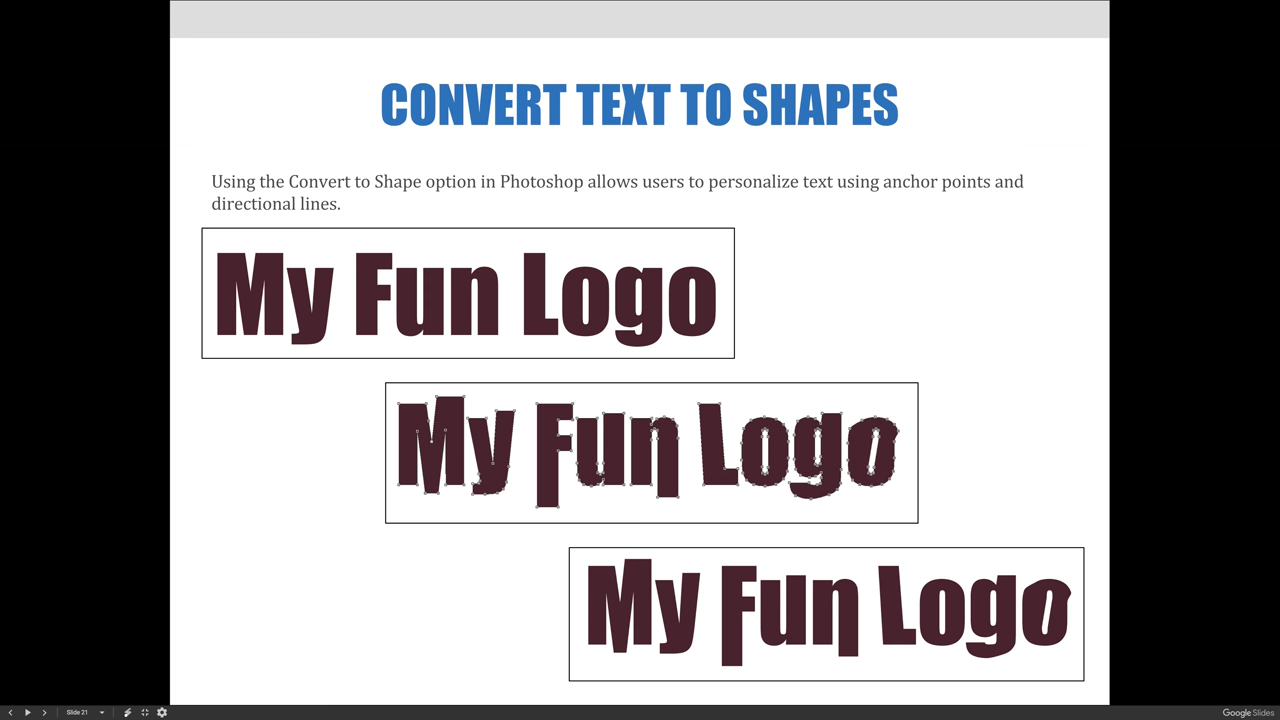 CONVERT TEXT TO SHAPES
Using the Convert to Shape option in Photoshop allows users to personalize text using anchor points and
directional lines.
My Fun Logo
My Fun Logo
My Fun Logo
Slide 21
Google Slides